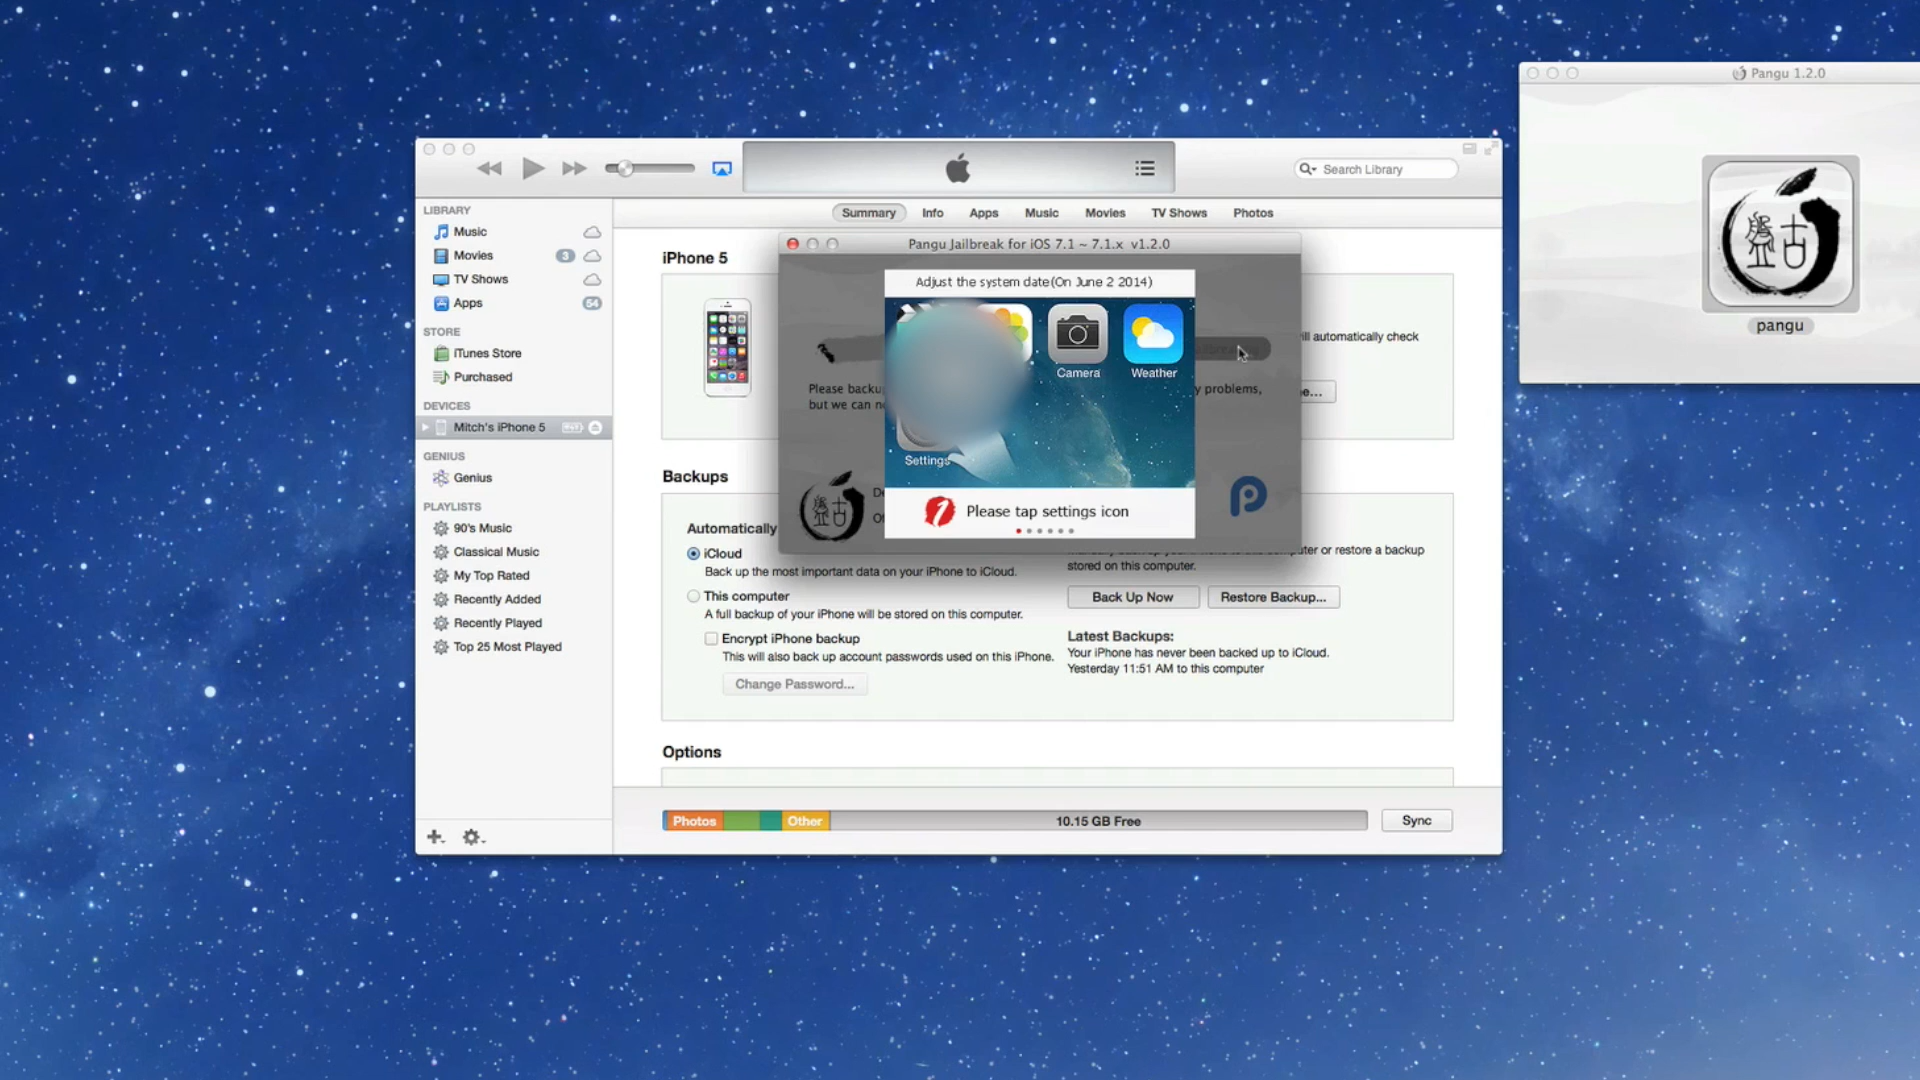 Pangu 1.2.0
pangu
Search Library
LIBRARY
Music
Movies 3
TV Shows
Apps 54
STORE
iTunes Store
Purchased
DEVICES
Mitch's iPhone 5
GENIUS
Genius
PLAYLISTS
90's Music
Classical Music
My Top Rated
Recently Added
Recently Played
Top 25 Most Played
Summary Info Apps Music Movies TV Shows Photos
iPhone 5
Pangu Jailbreak for iOS 7.1 ~ 7.1.x v1.2.0
Adjust the system date(On June 2 2014)
Camera
Weather
Settings
Please tap settings icon
will automatically check
Please
problems,
but we can
盤古
Backups
Automatically
iCloud
Back up the most important data on your iPhone to iCloud.
This computer
A full backup of your iPhone will be stored on this computer.
Encrypt iPhone backup
This will also back up account passwords used on this iPhone.
Change Password...
or restore a backup
stored on this computer.
Back Up Now
Restore Backup...
Latest Backups:
Your iPhone has never been backed up to iCloud.
Yesterday 11:51 AM to this computer
Options
Photos
Other
10.15 GB Free
Sync